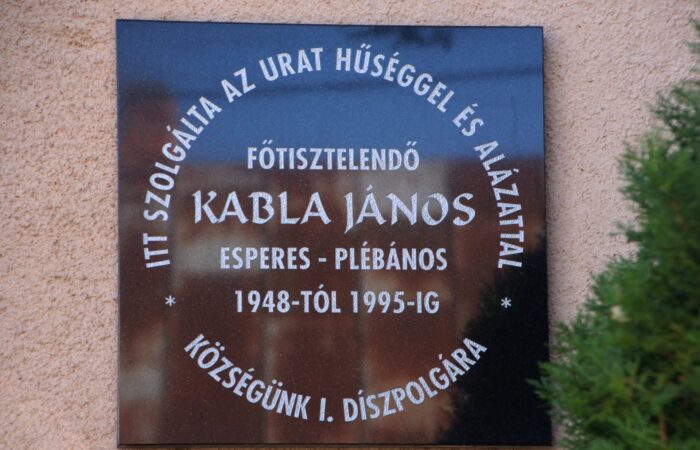 ITT SZOLGÁLTA AZ URAT HŰSÉGGEL ÉS ALÁZATTAL
FŐTISZTELENDŐ
KABLA JÁNOS
ESPERES - PLÉBÁNOS
1948-TÓL 1995-IG
* *
KÖZSÉGÜNK I. DÍSZPOLGÁRA